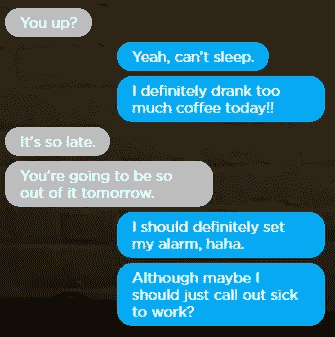 You up?
Yeah, can't sleep.
I definitely drank too
much coffee today!!
It's so late.
You're going to be so
out of it tomorrow.
I should definitely set
my alarm, haha.
Although maybe I
should just call out sick
to work?